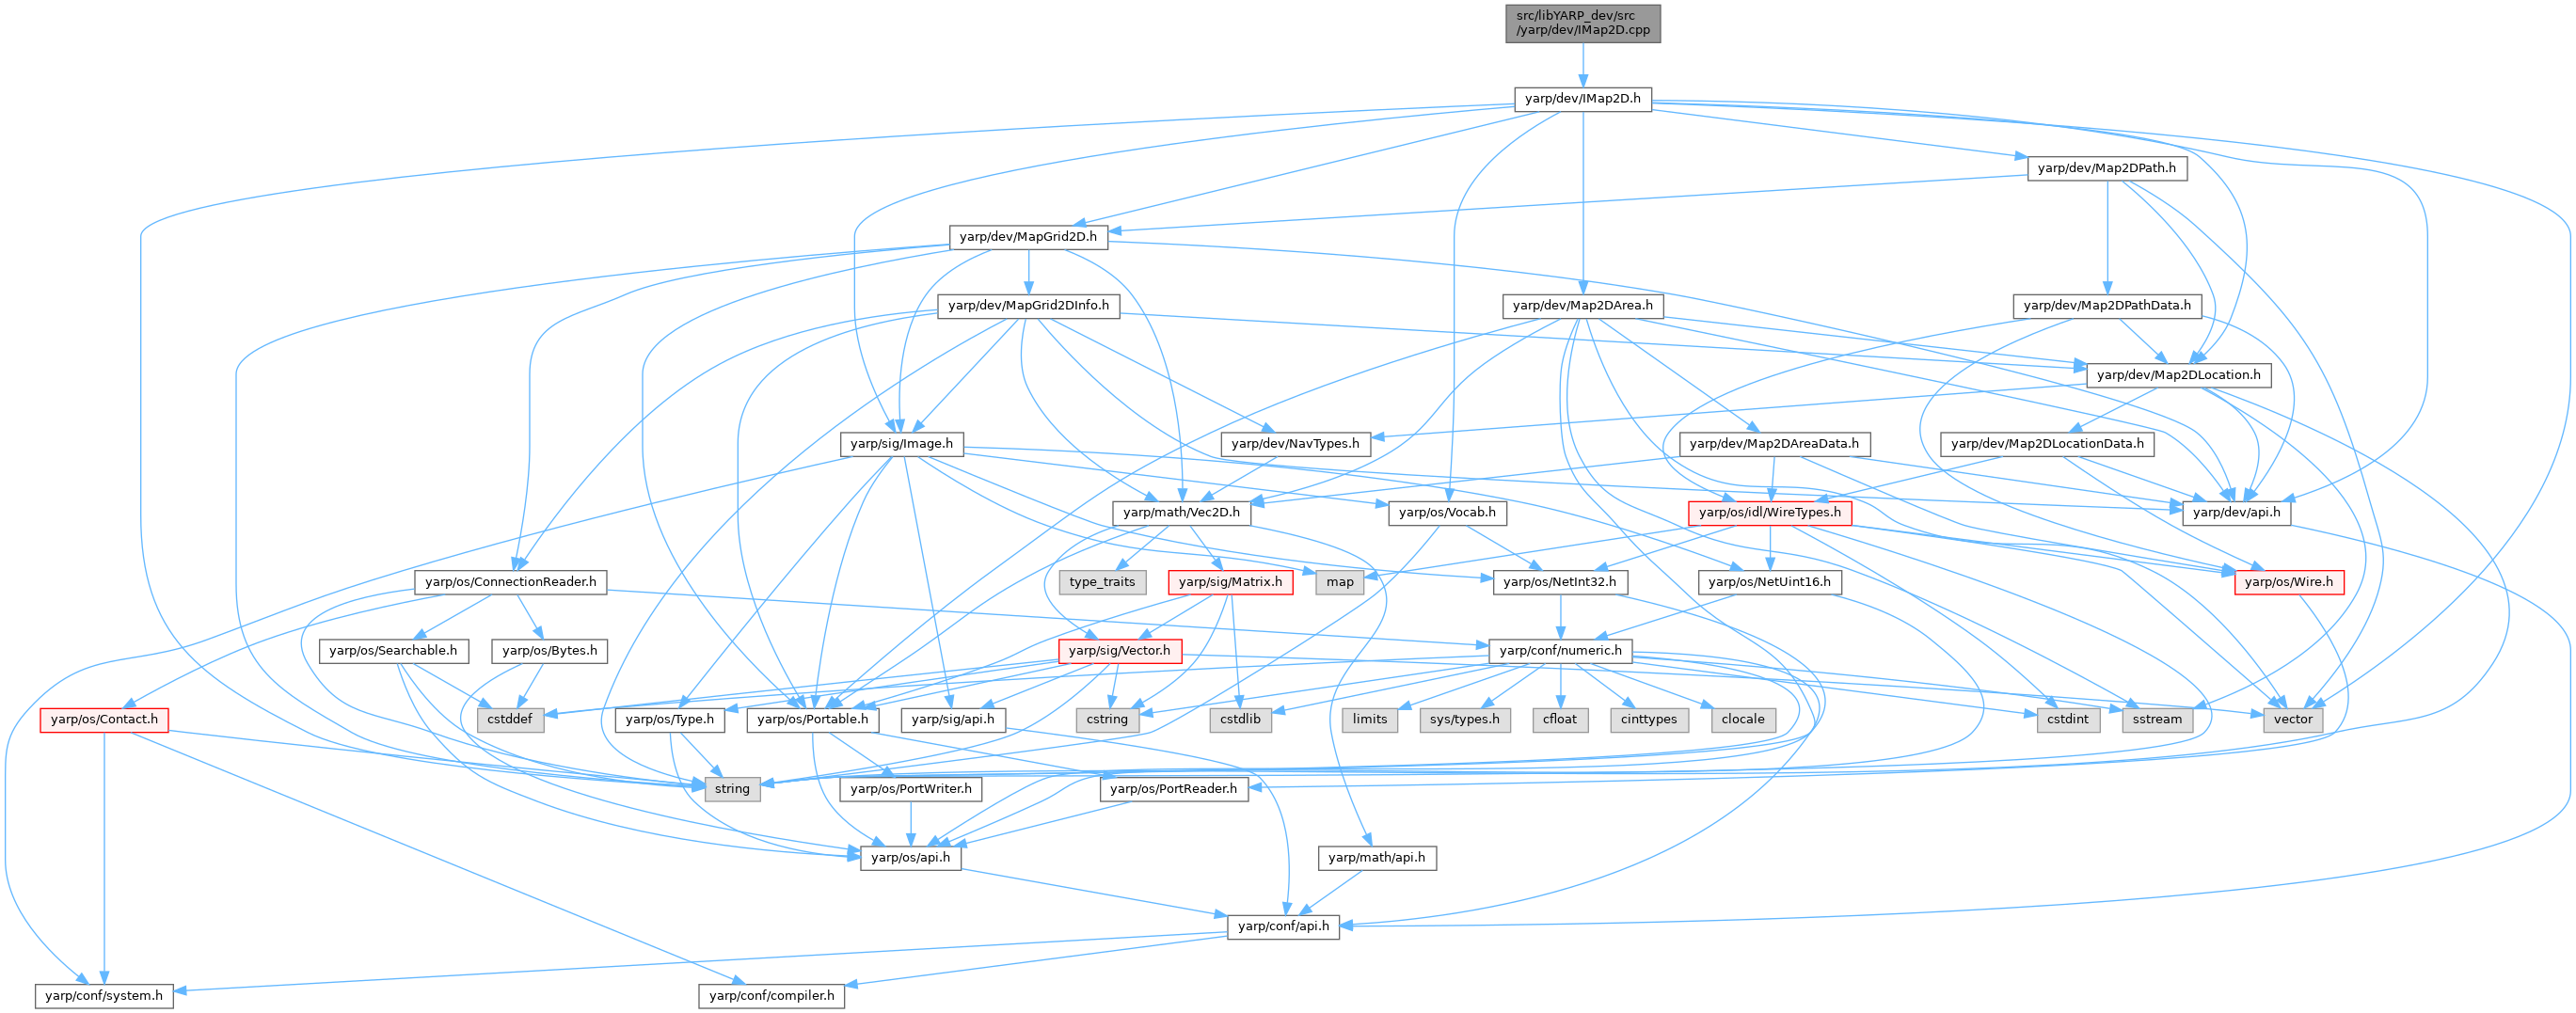 src/libYARP_dev/src
/yarp/dev/IMap2D.cpp
yarp/dev/IMap2D.h
yarp/dev/Map2DPath.h
yarp/dev/MapGrid2D.h
yarp/dev/MapGrid2DInfo.h
yarp/dev/Map2DArea.h
yarp/dev/Map2DPathData.h
yarp/dev/Map2DLocation.h
yarp/sig/Image.h
yarp/dev/NavTypes.h
yarp/dev/Map2DAreaData.h
yarp/dev/Map2DLocationData.h
yarp/math/Vec2D.h
yarp/os/Vocab.h
yarp/os/idl/WireTypes.h
yarp/dev/api.h
yarp/os/ConnectionReader.h
type_traits
yarp/sig/Matrix.h
map
yarp/os/NetInt32.h
yarp/os/NetUint16.h
yarp/os/Wire.h
yarp/os/Searchable.h
yarp/os/Bytes.h
yarp/sig/Vector.h
yarp/conf/numeric.h
yarp/os/Contact.h
cstddef
yarp/os/Type.h
yarp/os/Portable.h
yarp/sig/api.h
cstring
cstdlib
limits
sys/types.h
cfloat
cinttypes
clocale
cstdint
sstream
vector
string
yarp/os/PortWriter.h
yarp/os/PortReader.h
yarp/os/api.h
yarp/math/api.h
yarp/conf/api.h
yarp/conf/system.h
yarp/conf/compiler.h